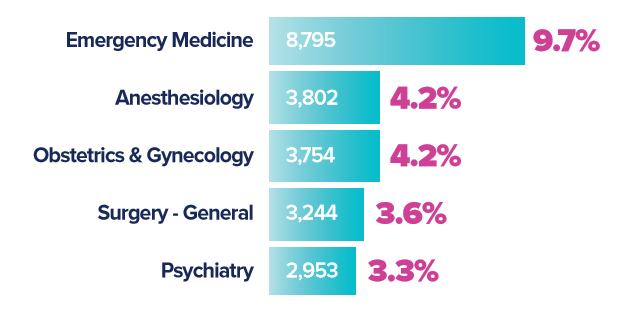 Emergency Medicine 8,795 9.7%
Anesthesiology 3,802 4.2%
Obstetrics & Gynecology 3,754 4.2%
Surgery - General 3,244 3.6%
Psychiatry 2,953 3.3%